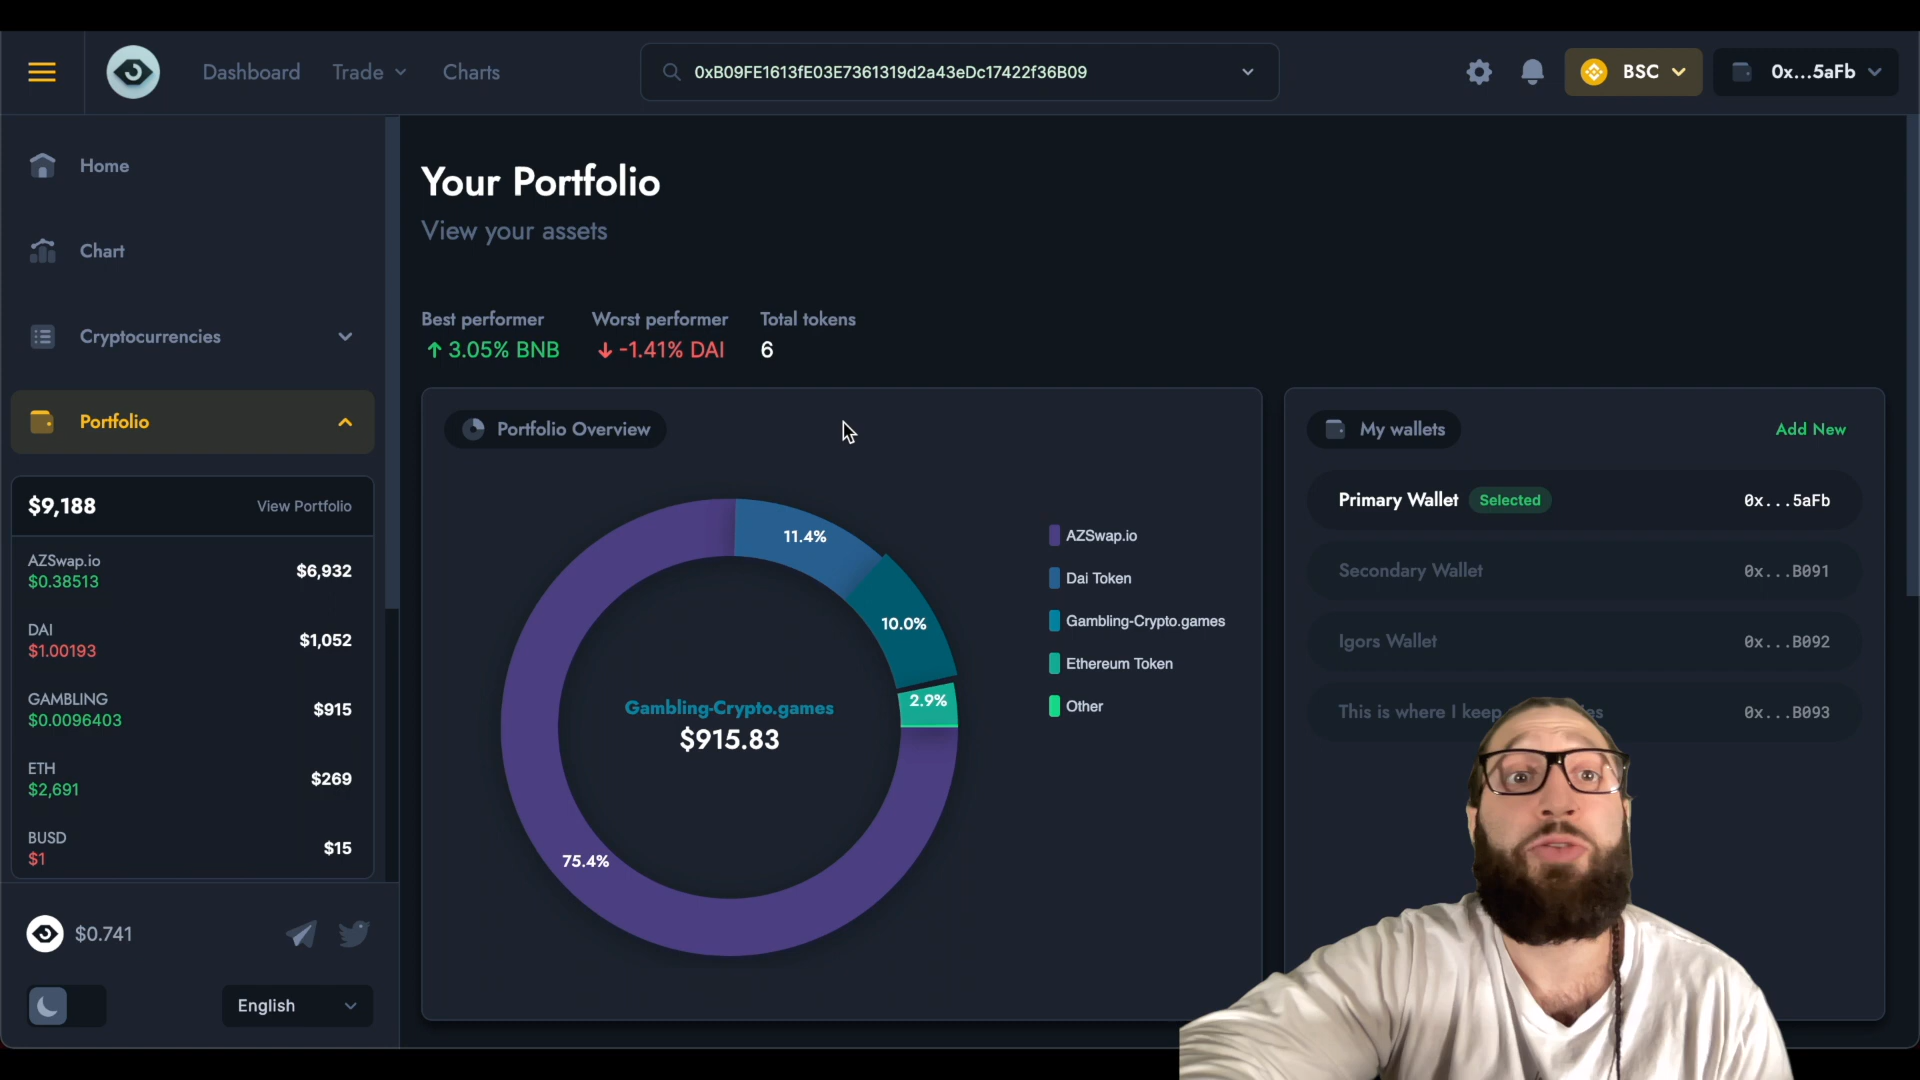 Dashboard
Trade
Charts
0xB09FE1613fE03E7361319d2a43eDc17422f36B09
BSC
0x...5aFb
Home
Chart
Cryptocurrencies
Portfolio
$9,188
View Portfolio
AZSwap.io
$0.38513
$6,932
DAI
$1.00193
$1,052
GAMBLING
$0.0096403
$915
ETH
$2,691
$269
BUSD
$1
$15
$0.741
English
Your Portfolio
View your assets
Best performer
3.05% BNB
Worst performer
-1.41% DAI
Total tokens
6
Portfolio Overview
11.4%
10.0%
2.9%
75.4%
Gambling-Crypto.games
$915.83
AZSwap.io
Dai Token
Gambling-Crypto.games
Ethereum Token
Other
My wallets
Add New
Primary Wallet
Selected
0x...5aFb
Secondary Wallet
0x...B091
Igors Wallet
0x...B092
This is where I keep
0x...B093